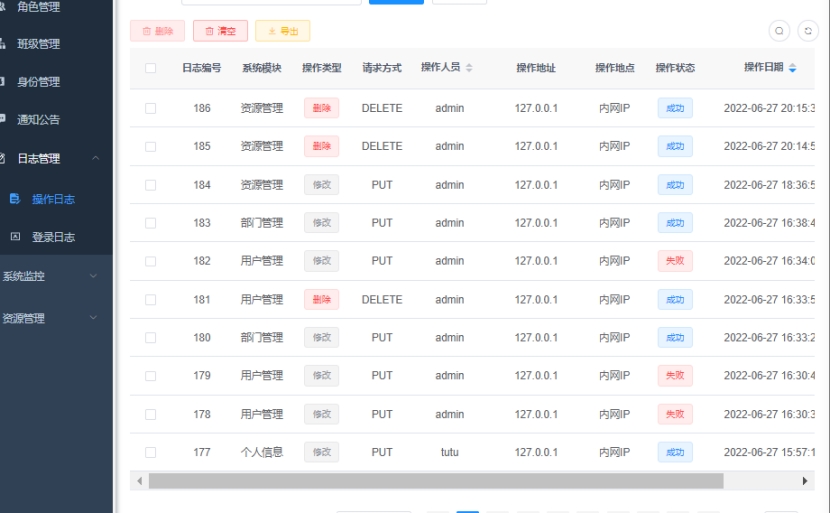 角色管理
班级管理
身份管理
通知公告
日志管理
操作日志
登录日志
系统监控
资源管理
删除 清空 导出
日志编号 系统模块 操作类型 请求方式 操作人员 操作地址 操作地点 操作状态 操作日期
186 资源管理 删除 DELETE admin 127.0.0.1 内网IP 成功 2022-06-27 20:15:3
185 资源管理 删除 DELETE admin 127.0.0.1 内网IP 成功 2022-06-27 20:14:5
184 资源管理 修改 PUT admin 127.0.0.1 内网IP 成功 2022-06-27 18:36:5
183 部门管理 修改 PUT admin 127.0.0.1 内网IP 成功 2022-06-27 16:38:4
182 用户管理 修改 PUT admin 127.0.0.1 内网IP 失败 2022-06-27 16:34:0
181 用户管理 删除 DELETE admin 127.0.0.1 内网IP 成功 2022-06-27 16:33:5
180 部门管理 修改 PUT admin 127.0.0.1 内网IP 成功 2022-06-27 16:33:2
179 用户管理 修改 PUT admin 127.0.0.1 内网IP 失败 2022-06-27 16:30:4
178 用户管理 修改 PUT admin 127.0.0.1 内网IP 失败 2022-06-27 16:30:3
177 个人信息 修改 PUT tutu 127.0.0.1 内网IP 成功 2022-06-27 15:57:1